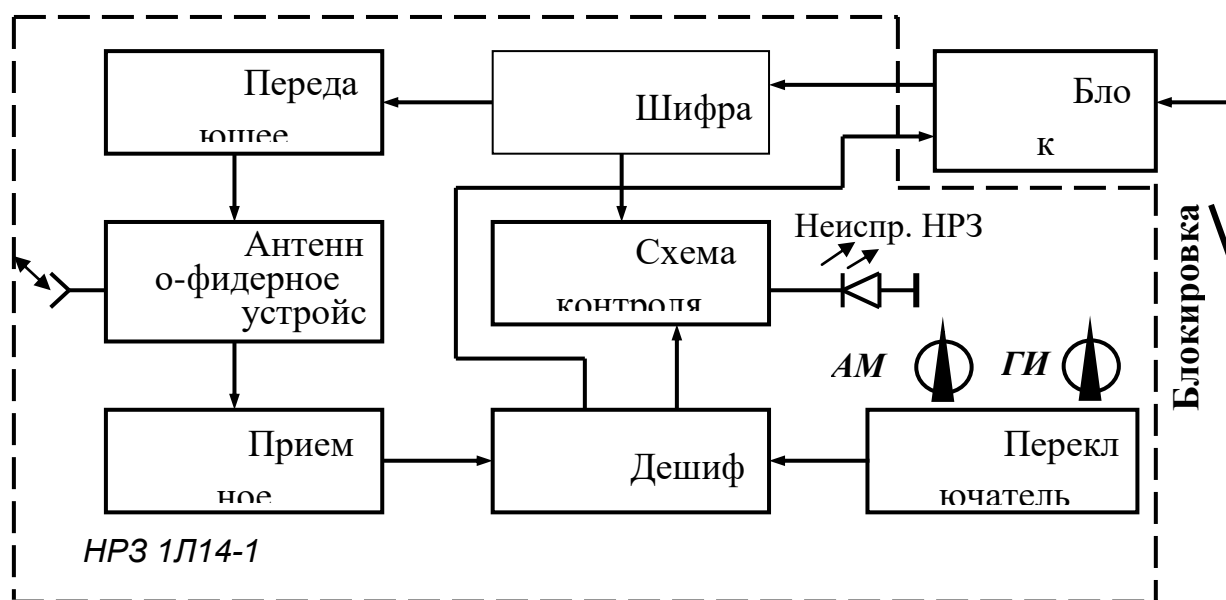 Переда
ющее
Шифра
Бло
к
Антенн
о-фидерное
устройс
Схема
контроля
Неиспр. НРЗ
Блокировка
АМ
ГИ
Прием
ное
Дешиф
Перекл
ючатель
НРЗ 1Л14-1